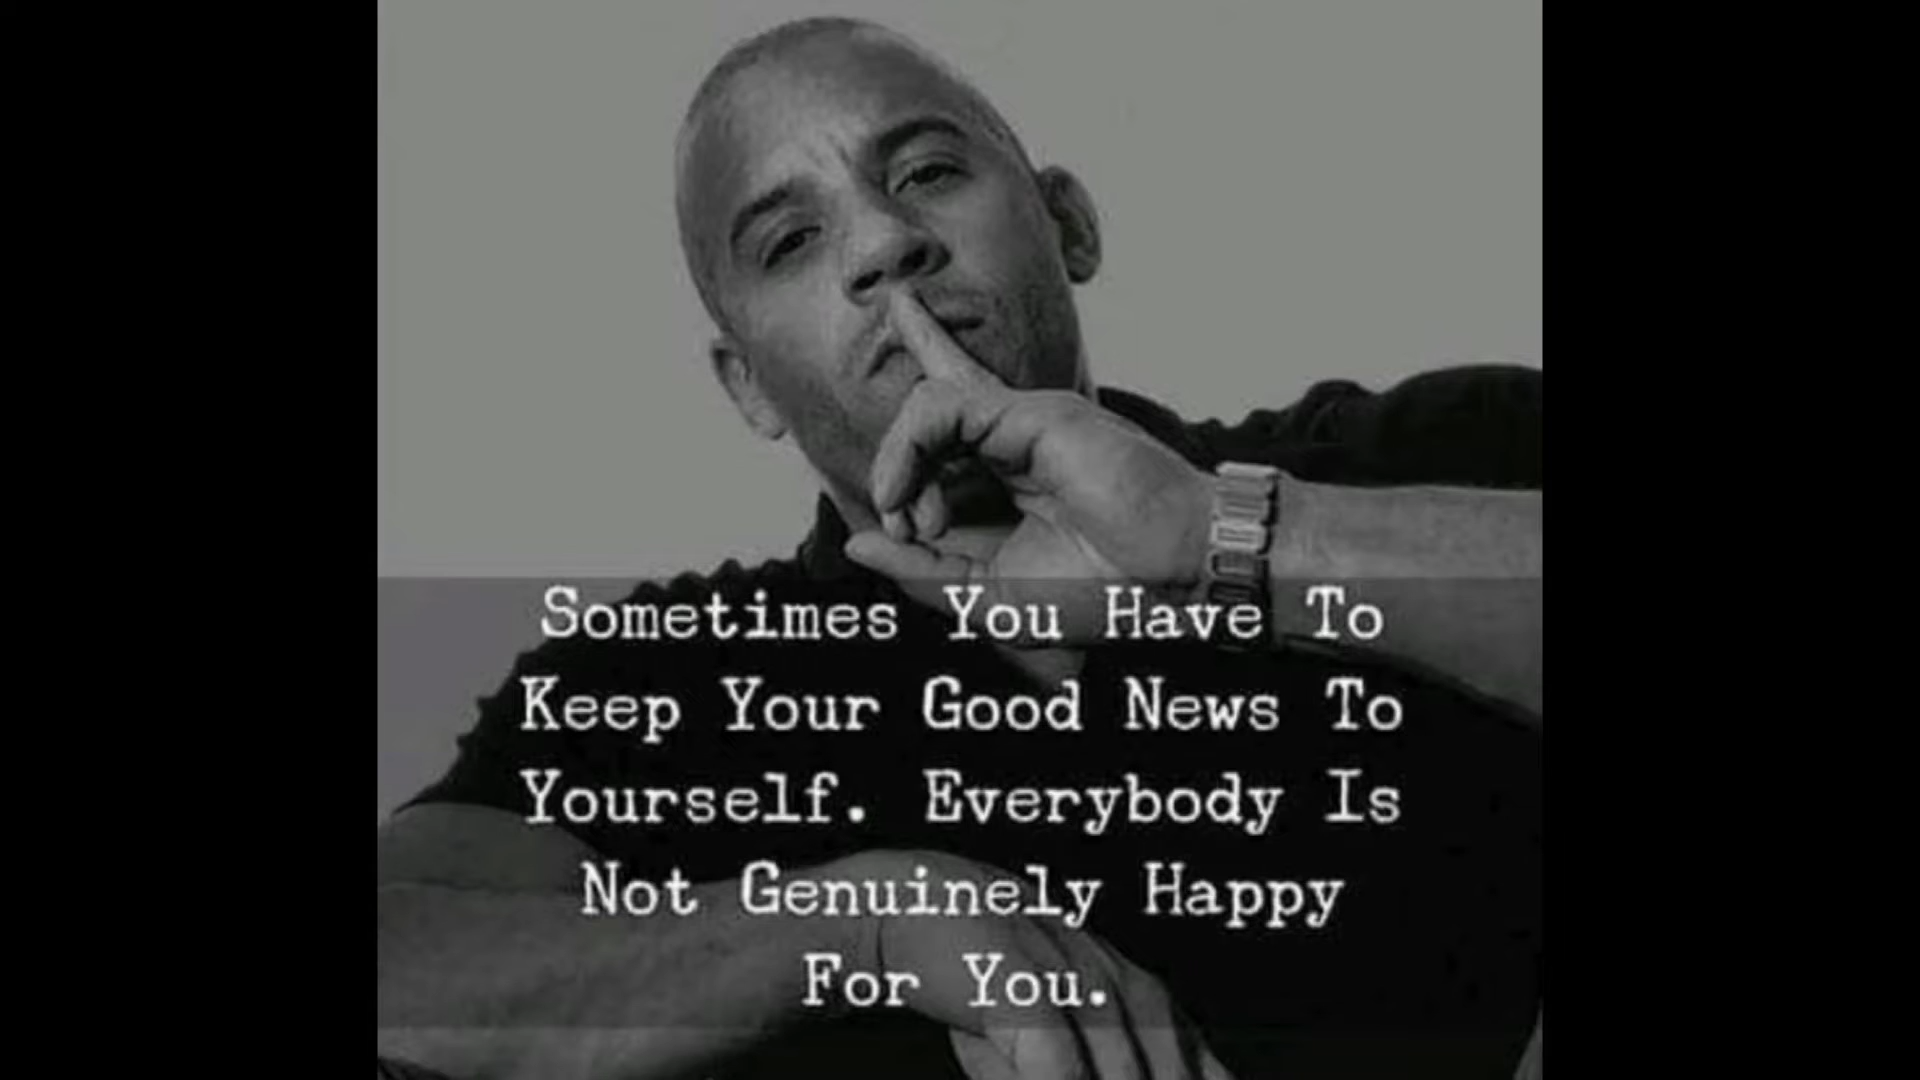 Sometimes You Have To
Keep Your Good News To
Yourself. Everybody Is
Not Genuinely Happy
For You.